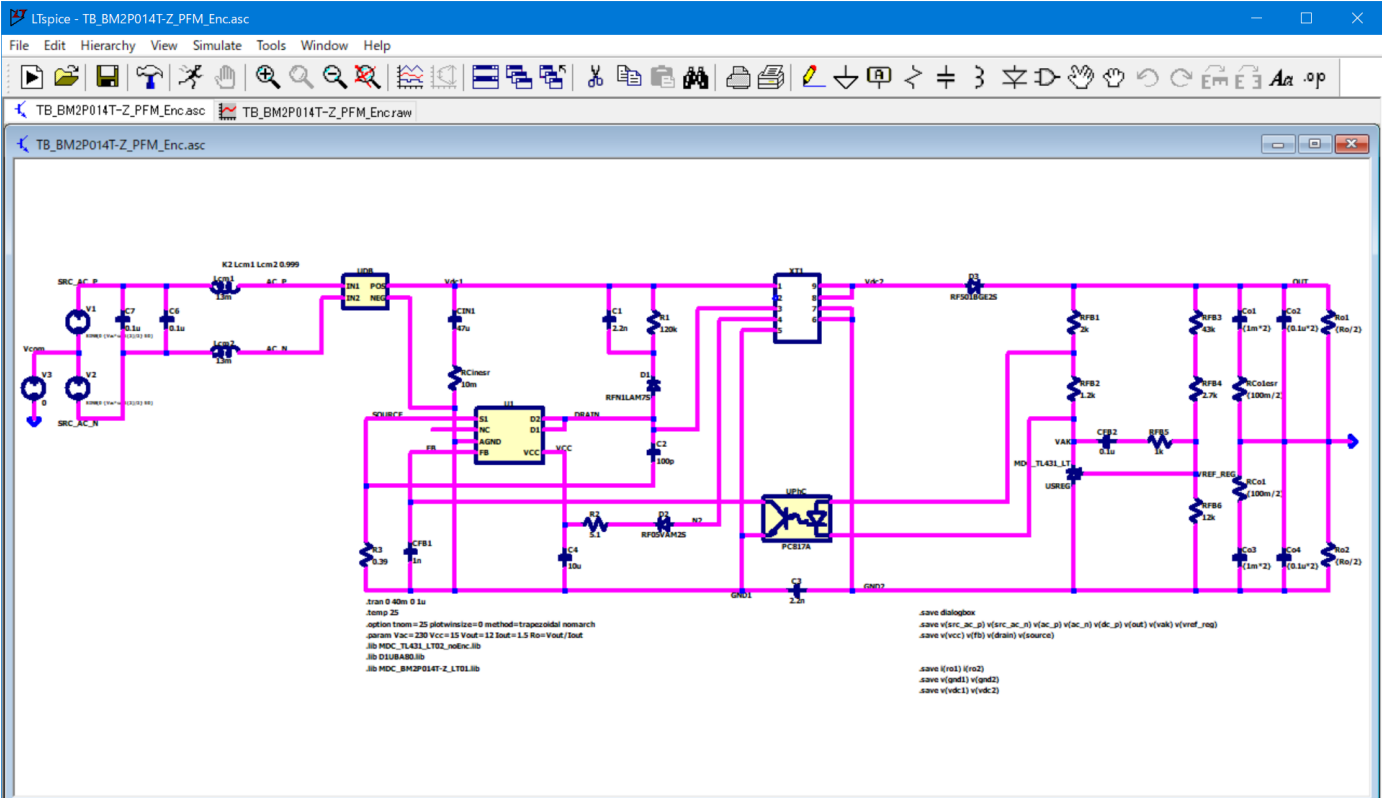 LTspice - TB_BM2P014T-Z_PFM_Enc.asc
File Edit Hierarchy View Simulate Tools Window Help
Aa .op
TB_BM2P014T-Z_PFM_Enc.asc TB_BM2P014T-Z_PFM_Enc.raw
TB_BM2P014T-Z_PFM_Enc.asc
K2 Lcm1 Lcm2 0.999
SRC_AC_P
Lcm1
13m
AC_P
UDB
IN1 POS
IN2 NEG
Vdc1
XT1
1 9
2 8
3 7
4 6
5
Vdc2
D3
RF501BGE2S
OUT
V1
C7
0.1u
C6
0.1u
CIN1
47u
C1
2.2n
R1
120k
RFB1
2k
RFB3
43k
Co1
{1m*2}
Co2
{0.1u*2}
Ro1
{Ro/2}
Vcom
Lcm2
13m
AC_N
V3
0
V2
SRC_AC_N
RCinesr
10m
D1
RFN1LAM7S
RFB2
1.2k
RFB4
2.7k
RCo1esr
{100m/2}
SOURCE
U1
S1 D2
NC D1
AGND
FB VCC
DRAIN
FB
VCC
C2
100p
VAK
CFB2
0.1u
RFB5
1k
MDC_TL431_LT
USREG
VREF_REG
RCo1
{100m/2}
UPhC
PC817A
RFB6
12k
R2
5.1
D2
RF05VAM2S
N2
R3
0.39
CFB1
1n
C4
10u
Co3
{1m*2}
Co4
{0.1u*2}
Ro2
{Ro/2}
GND1
C3
2.2n
GND2
.tran 0 40m 0 1u
.temp 25
.option tnom=25 plotwinsize=0 method=trapezoidal nomarch
.param Vac=230 Vcc=15 Vout=12 Iout=1.5 Ro=Vout/Iout
.lib MDC_TL431_LT02_noEnc.lib
.lib D1UBA80.lib
.lib MDC_BM2P014T-Z_LT01.lib
.save dialogbox
.save v(src_ac_p) v(src_ac_n) v(ac_p) v(ac_n) v(dc_p) v(out) v(vak) v(vref_reg)
.save v(vcc) v(fb) v(drain) v(source)
.save i(ro1) i(ro2)
.save v(gnd1) v(gnd2)
.save v(vdc1) v(vdc2)